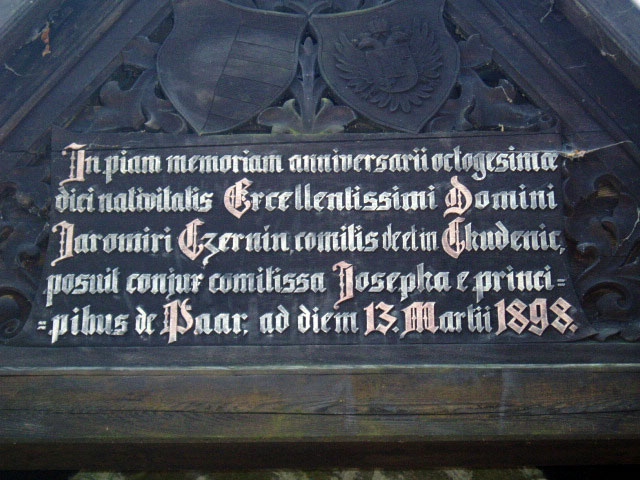 In piam memoriam anniversarii octogesimæ
dici nativitatis Excellentissimi Domini
Jaromiri Czernin, comitis de et in Chudenic,
posuit conjux comitissa Josepha e princi=
=pibus de Paar. ad diem 13. Martii 1898.